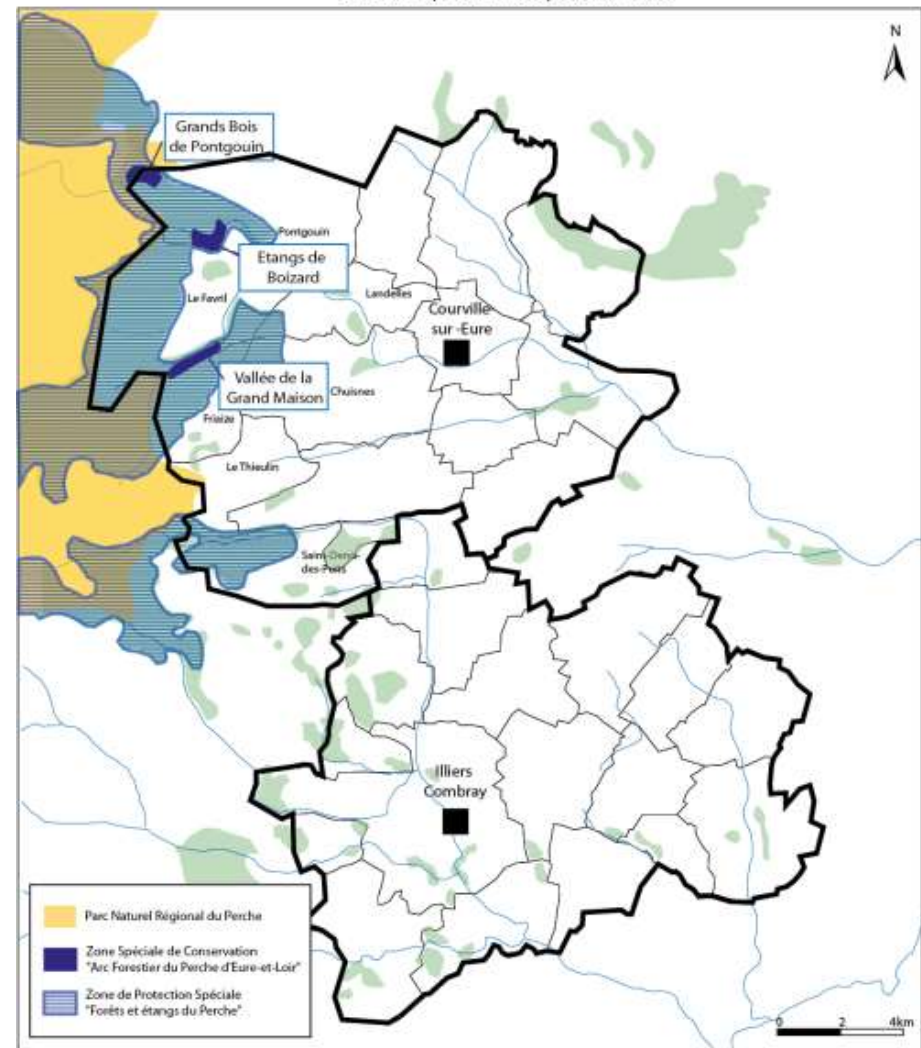 N
Grands Bois
de Pontgouin
Pontgouin
Etangs de
Boizard
Le Favril
Landelles
Courville
sur -Eure
Vallée de la
Grand Maison
Chuisnes
Friaize
Le Thieulin
Saint-Denis-
des-Puits
Illiers
Combray
Parc Naturel Régional du Perche
Zone Spéciale de Conservation
"Arc Forestier du Perche d'Eure-et-Loir"
Zone de Protection Spéciale
"Forêts et étangs du Perche"
0 2 4km